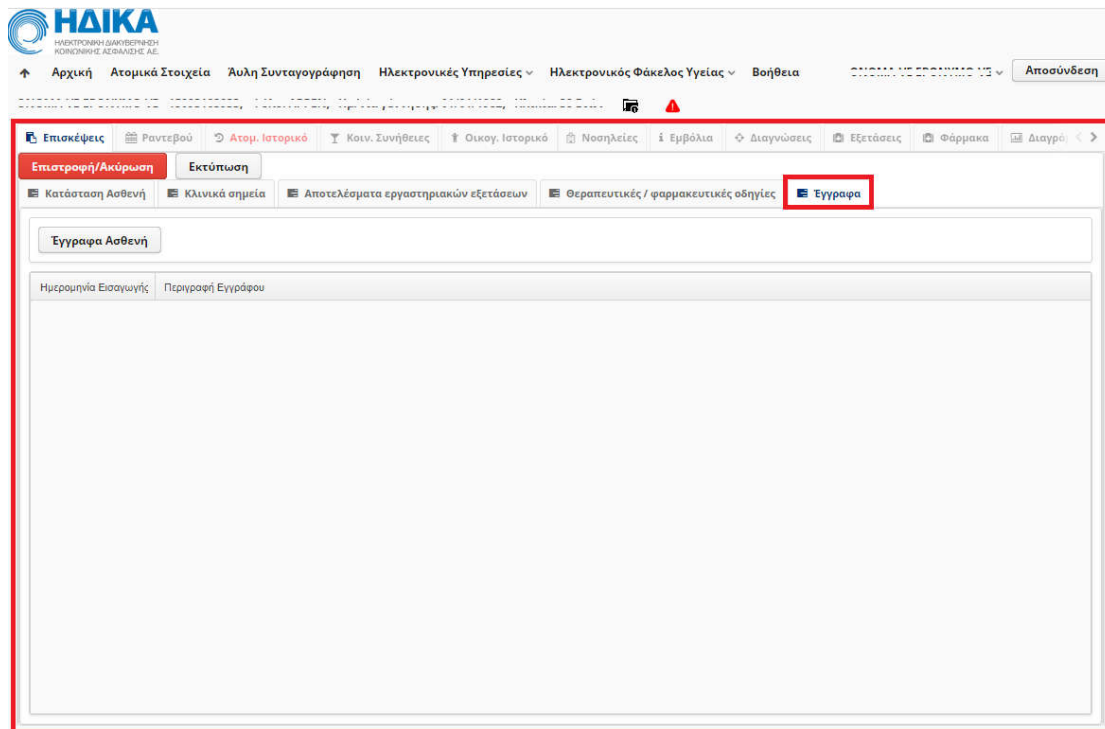 ΗΔΙΚΑ
ΗΛΕΚΤΡΟΝΙΚΗ ΔΙΑΚΥΒΕΡΝΗΣΗ
ΚΟΙΝΩΝΙΚΗΣ ΑΣΦΑΛΙΣΗΣ Α.Ε.
Αρχική Ατομικά Στοιχεία Άυλη Συνταγογράφηση Ηλεκτρονικές Υπηρεσίες Ηλεκτρονικός Φάκελος Υγείας Βοήθεια Αποσύνδεση
Επισκέψεις Ραντεβού Ατομ. Ιστορικό Κοιν. Συνήθειες Οικογ. Ιστορικό Νοσηλείες Εμβόλια Διαγνώσεις Εξετάσεις Φάρμακα
Επιστροφή/Ακύρωση Εκτύπωση
Κατάσταση Ασθενή Κλινικά σημεία Αποτελέσματα εργαστηριακών εξετάσεων Θεραπευτικές / φαρμακευτικές οδηγίες Έγγραφα
Έγγραφα Ασθενή
Ημερομηνία Εισαγωγής Περιγραφή Εγγράφου